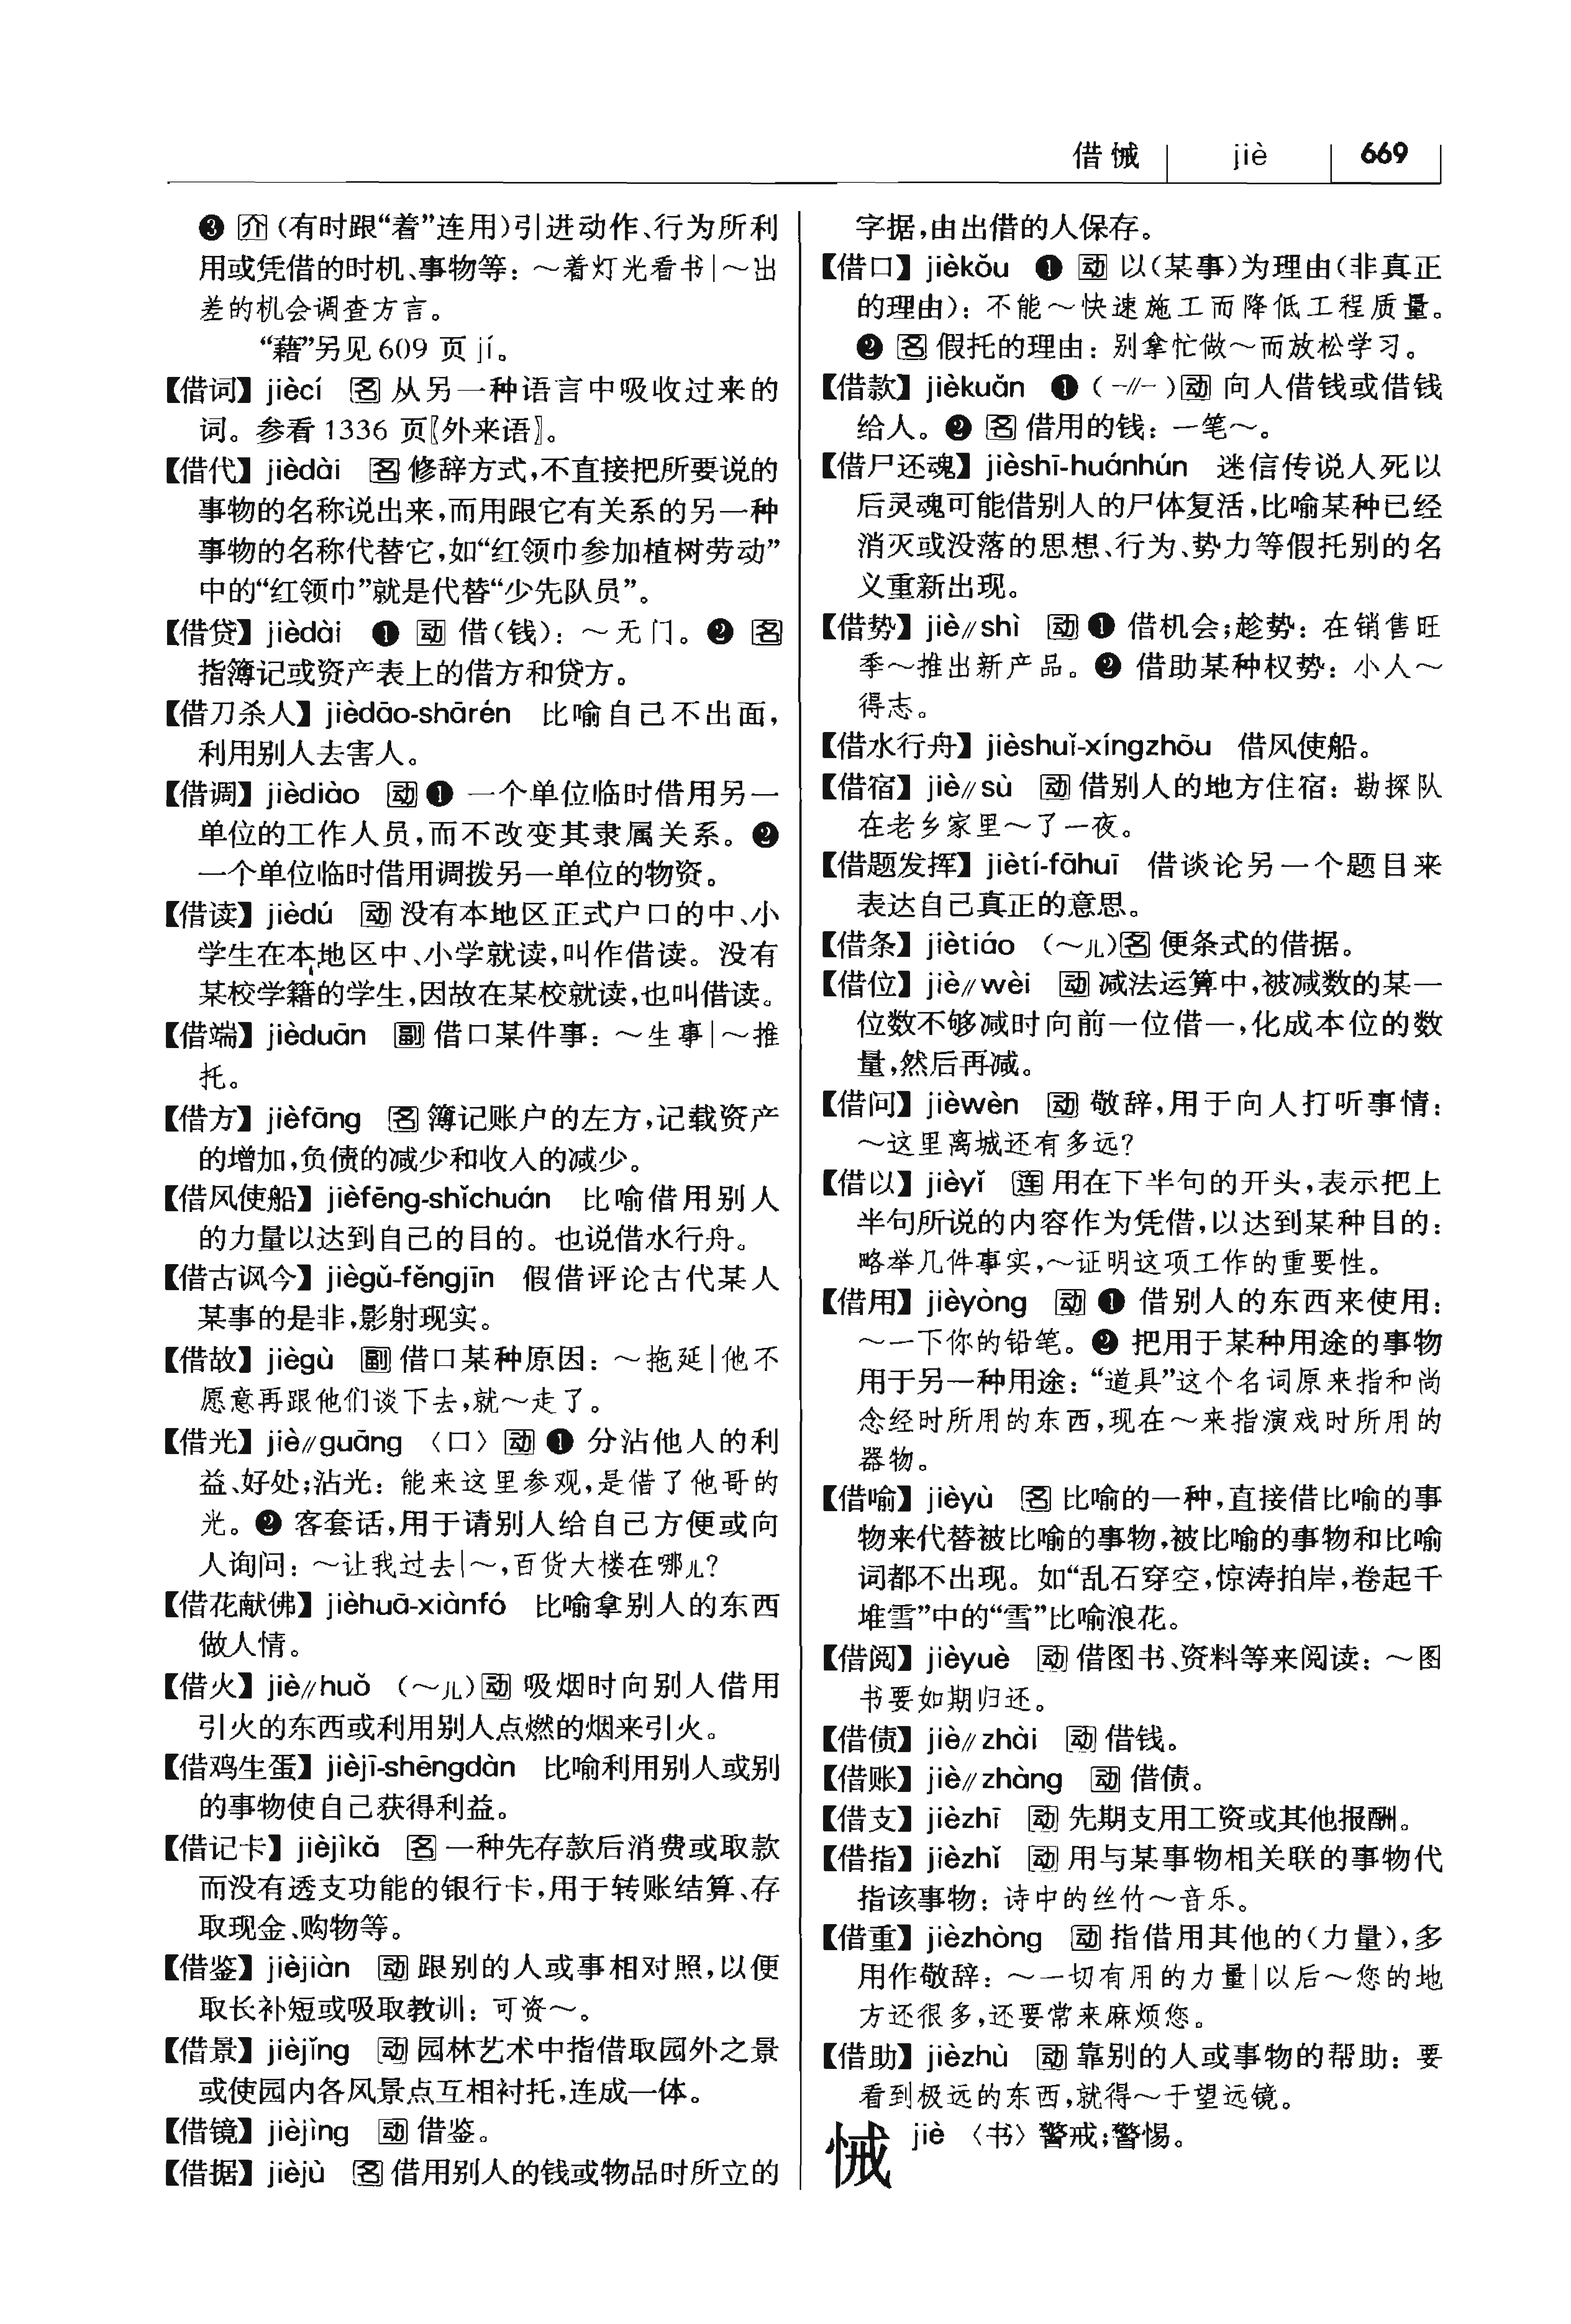 借 悈 jiè 669
❸ 介 (有时跟“着”连用)引进动作、行为所利
用或凭借的时机、事物等：～着灯光看书|～出
差的机会调查方言。
“藉”另见 609 页 jí。
【借词】 jiècí 名 从另一种语言中吸收过来的
词。参看 1336 页〖外来语〗。
【借代】 jièdài 名 修辞方式，不直接把所要说的
事物的名称说出来，而用跟它有关系的另一种
事物的名称代替它，如“红领巾参加植树劳动”
中的“红领巾”就是代替“少先队员”。
【借贷】 jièdài ❶ 动 借(钱)：～无门。❷ 名
指簿记或资产表上的借方和贷方。
【借刀杀人】 jièdāo-shārén 比喻自己不出面，
利用别人去害人。
【借调】 jièdiào 动 ❶ 一个单位临时借用另一
单位的工作人员，而不改变其隶属关系。❷
一个单位临时借用调拨另一单位的物资。
【借读】 jièdú 动 没有本地区正式户口的中、小
学生在本地区中、小学就读，叫作借读。没有
某校学籍的学生，因故在某校就读，也叫借读。
【借端】 jièduān 副 借口某件事：～生事|～推
托。
【借方】 jièfāng 名 簿记账户的左方，记载资产
的增加，负债的减少和收入的减少。
【借风使船】 jièfēng-shǐchuán 比喻借用别人
的力量以达到自己的目的。也说借水行舟。
【借古讽今】 jiègǔ-fěngjīn 假借评论古代某人
某事的是非，影射现实。
【借故】 jiègù 副 借口某种原因：～拖延|他不
愿意再跟他们谈下去，就～走了。
【借光】 jiè∥guāng 〈口〉 动 ❶ 分沾他人的利
益、好处；沾光：能来这里参观，是借了他哥的
光。❷ 客套话，用于请别人给自己方便或向
人询问：～让我过去|～，百货大楼在哪儿？
【借花献佛】 jièhuā-xiànfó 比喻拿别人的东西
做人情。
【借火】 jiè∥huǒ (～儿) 动 吸烟时向别人借用
引火的东西或利用别人点燃的烟来引火。
【借鸡生蛋】 jièjī-shēngdàn 比喻利用别人或别
的事物使自己获得利益。
【借记卡】 jièjìkǎ 名 一种先存款后消费或取款
而没有透支功能的银行卡，用于转账结算、存
取现金、购物等。
【借鉴】 jièjiàn 动 跟别的人或事相对照，以便
取长补短或吸取教训：可资～。
【借景】 jièjǐng 动 园林艺术中指借取园外之景
或使园内各风景点互相衬托，连成一体。
【借镜】 jièjìng 动 借鉴。
【借据】 jièjù 名 借用别人的钱或物品时所立的
字据，由出借的人保存。
【借口】 jièkǒu ❶ 动 以(某事)为理由(非真正
的理由)：不能～快速施工而降低工程质量。
❷ 名 假托的理由：别拿忙做～而放松学习。
【借款】 jièkuǎn ❶ (-∥-) 动 向人借钱或借钱
给人。❷ 名 借用的钱：一笔～。
【借尸还魂】 jièshī-huánhún 迷信传说人死以
后灵魂可能借别人的尸体复活，比喻某种已经
消灭或没落的思想、行为、势力等假托别的名
义重新出现。
【借势】 jiè∥shì 动 ❶ 借机会；趁势：在销售旺
季～推出新产品。❷ 借助某种权势：小人～
得志。
【借水行舟】 jièshuǐ-xíngzhōu 借风使船。
【借宿】 jiè∥sù 动 借别人的地方住宿：勘探队
在老乡家里～了一夜。
【借题发挥】 jiètí-fāhuī 借谈论另一个题目来
表达自己真正的意思。
【借条】 jiètiáo (～儿) 名 便条式的借据。
【借位】 jiè∥wèi 动 减法运算中，被减数的某一
位数不够减时向前一位借一，化成本位的数
量，然后再减。
【借问】 jièwèn 动 敬辞，用于向人打听事情：
～这里离城还有多远？
【借以】 jièyǐ 连 用在下半句的开头，表示把上
半句所说的内容作为凭借，以达到某种目的：
略举几件事实，～证明这项工作的重要性。
【借用】 jièyòng 动 ❶ 借别人的东西来使用：
～一下你的铅笔。❷ 把用于某种用途的事物
用于另一种用途：“道具”这个名词原来指和尚
念经时所用的东西，现在～来指演戏时所用的
器物。
【借喻】 jièyù 名 比喻的一种，直接借比喻的事
物来代替被比喻的事物，被比喻的事物和比喻
词都不出现。如“乱石穿空，惊涛拍岸，卷起千
堆雪”中的“雪”比喻浪花。
【借阅】 jièyuè 动 借图书、资料等来阅读：～图
书要如期归还。
【借债】 jiè∥zhài 动 借钱。
【借账】 jiè∥zhàng 动 借债。
【借支】 jièzhī 动 先期支用工资或其他报酬。
【借指】 jièzhǐ 动 用与某事物相关联的事物代
指该事物：诗中的丝竹～音乐。
【借重】 jièzhòng 动 指借用其他的(力量)，多
用作敬辞：～一切有用的力量|以后～您的地
方还很多，还要常来麻烦您。
【借助】 jièzhù 动 靠别的人或事物的帮助：要
看到极远的东西，就得～于望远镜。
悈 jiè 〈书〉 警戒；警惕。